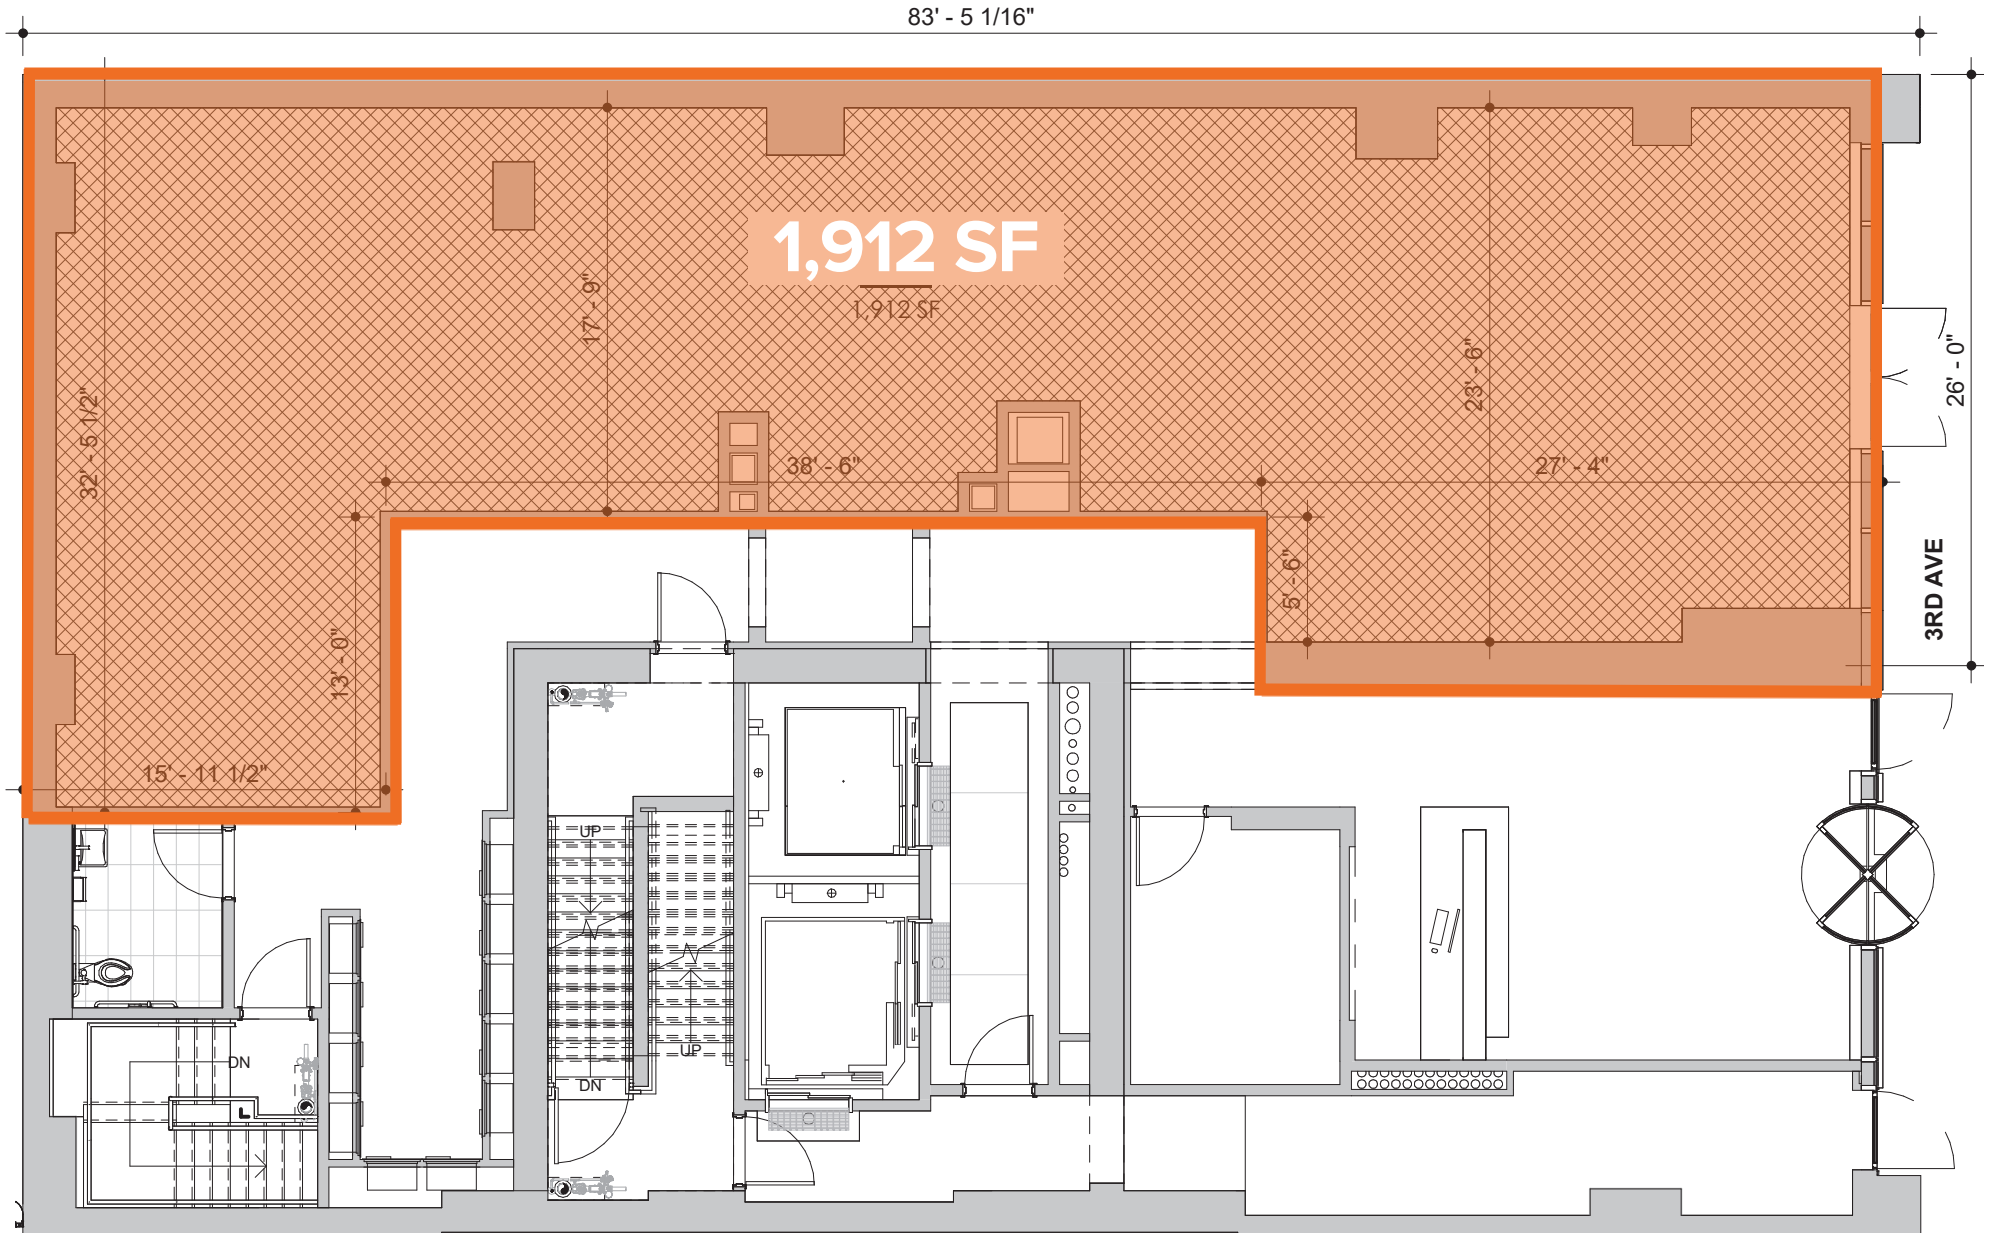 83' - 5 1/16"
1,912 SF
1,912 SF
17' - 9"
23' - 6"
26' - 0"
32' - 5 1/2"
38' - 6"
27' - 4"
5' - 6"
3RD AVE
13' - 0"
15' - 11 1/2"
UP
DN
UP
DN